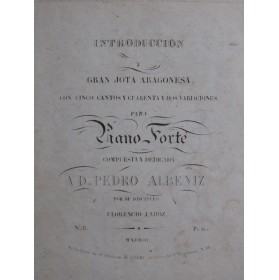 INTRODUCCION
Y
GRAN JOTA ARAGONESA,
CON CINCO CANTOS Y CUARENTA Y DOS VARIACIONES
PARA
Piano Forte
COMPUESTA Y DEDICADA
A D. PEDRO ALBENIZ
POR SU DISCIPULO
FLORENCIO LAHOZ.
MADRID